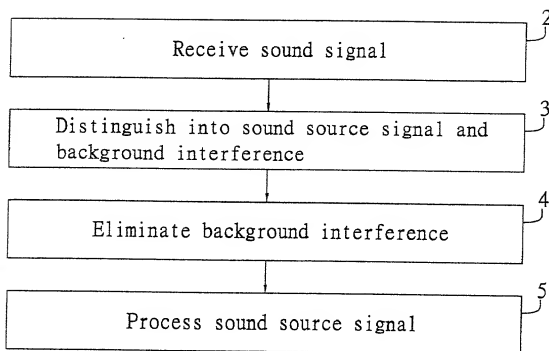 2
Receive sound signal
3
Distinguish into sound source signal and
background interference
4
Eliminate background interference
5
Process sound source signal